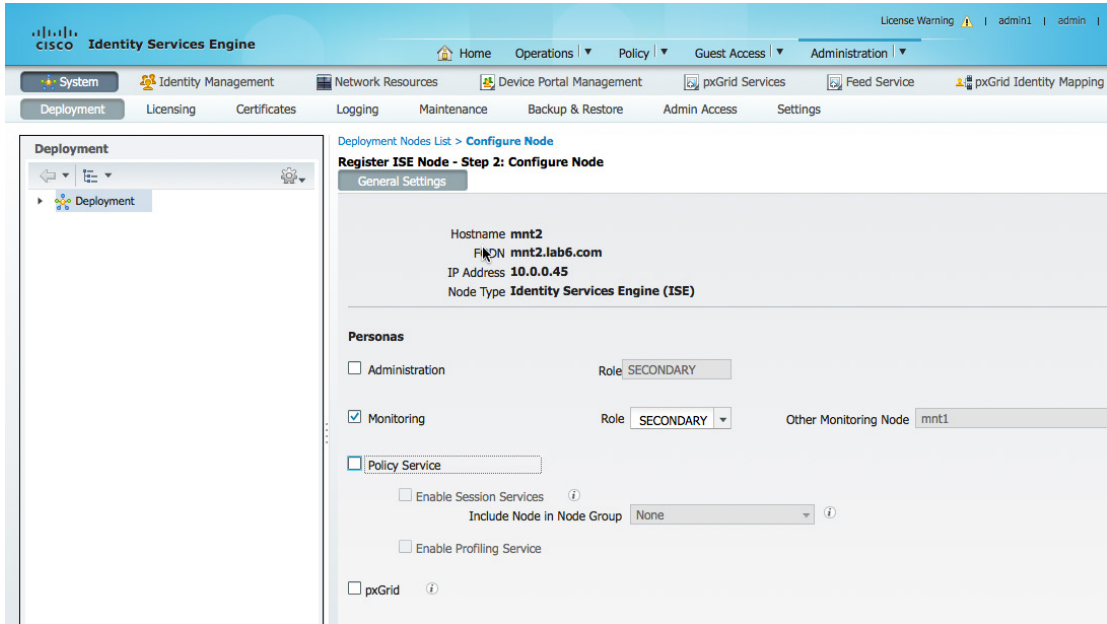 License Warning | admin1 | admin |
CISCO Identity Services Engine
Home Operations Policy Guest Access Administration
System Identity Management Network Resources Device Portal Management pxGrid Services Feed Service pxGrid Identity Mapping
Deployment Licensing Certificates Logging Maintenance Backup & Restore Admin Access Settings
Deployment
Deployment
Deployment Nodes List > Configure Node
Register ISE Node - Step 2: Configure Node
General Settings
Hostname mnt2
FQDN mnt2.lab6.com
IP Address 10.0.0.45
Node Type Identity Services Engine (ISE)
Personas
Administration Role SECONDARY
Monitoring Role SECONDARY Other Monitoring Node mnt1
Policy Service
Enable Session Services i
Include Node in Node Group None i
Enable Profiling Service
pxGrid i